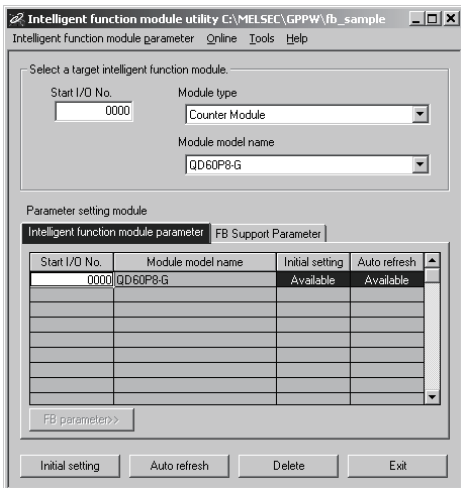 Intelligent function module utility C:\MELSEC\GPPW\fb_sample
Intelligent function module parameter Online Tools Help
Select a target intelligent function module.
Start I/O No. Module type
0000 Counter Module
Module model name
QD60P8-G
Parameter setting module
Intelligent function module parameter FB Support Parameter
Start I/O No. Module model name Initial setting Auto refresh
0000 QD60P8-G Available Available
FB parameter>>
Initial setting Auto refresh Delete Exit